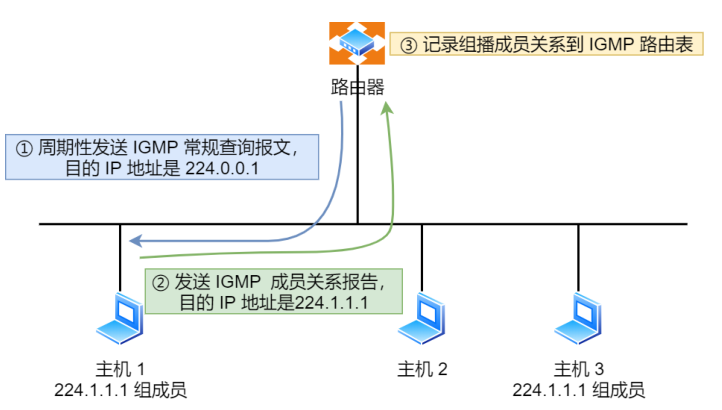 ③ 记录组播成员关系到 IGMP 路由表
路由器
① 周期性发送 IGMP 常规查询报文，
目的 IP 地址是 224.0.0.1
② 发送 IGMP 成员关系报告，
目的 IP 地址是224.1.1.1
主机 1
224.1.1.1 组成员
主机 2
主机 3
224.1.1.1 组成员